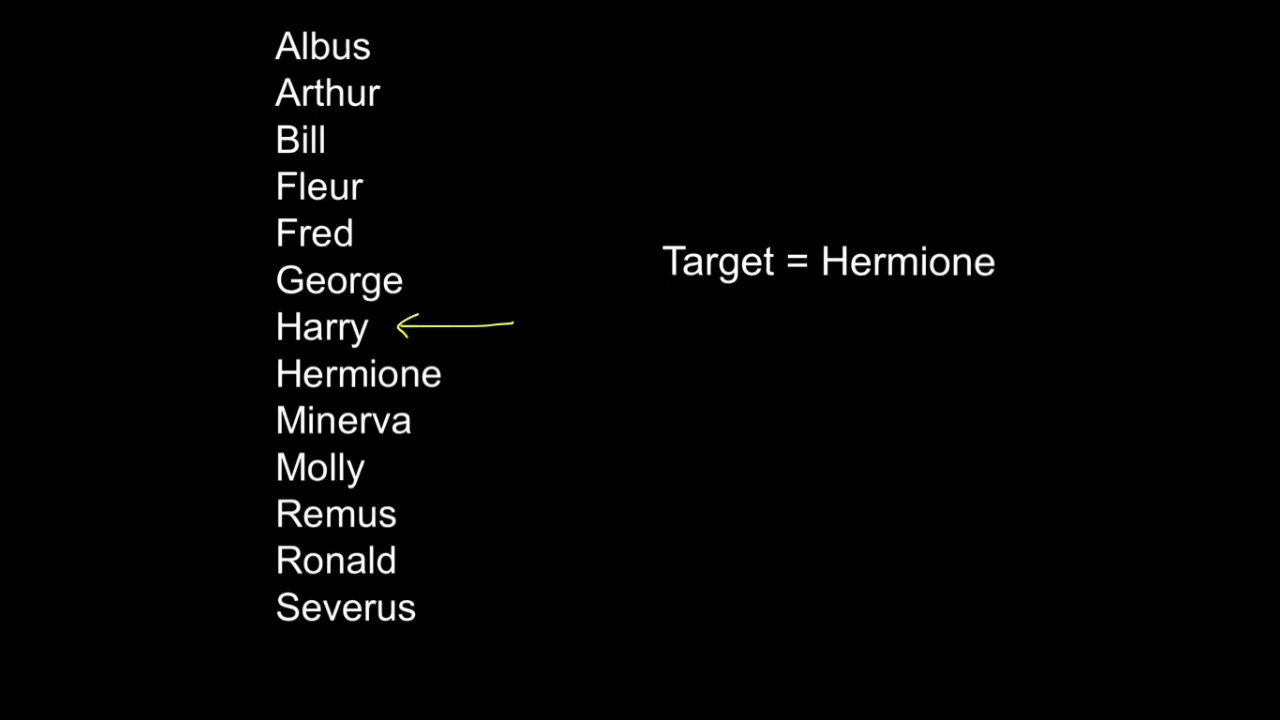 Albus
Arthur
Bill
Fleur
Fred
George
Harry
Hermione
Minerva
Molly
Remus
Ronald
Severus
Target = Hermione